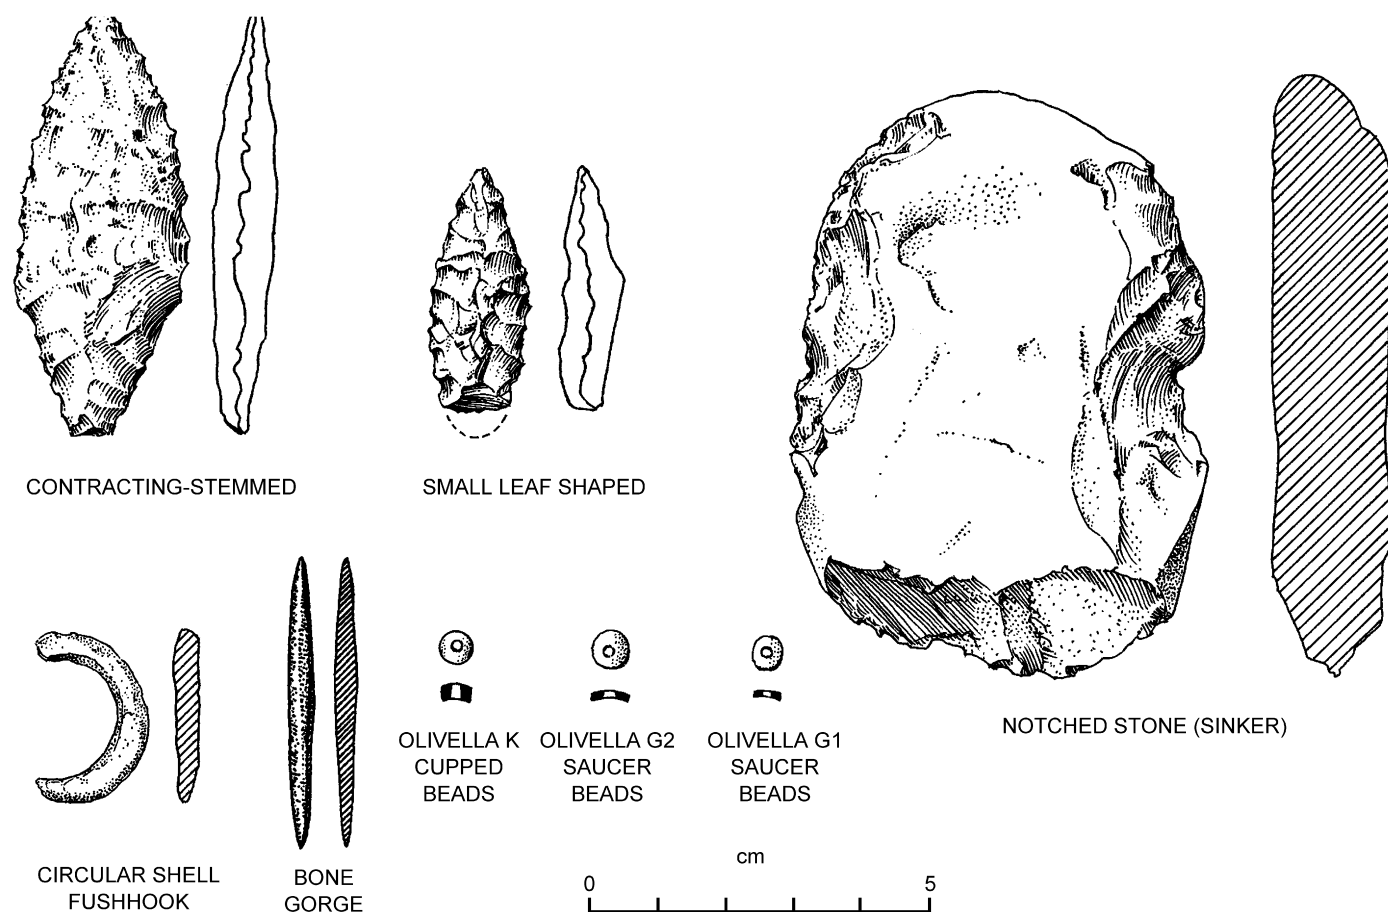 CONTRACTING-STEMMED
SMALL LEAF SHAPED
NOTCHED STONE (SINKER)
CIRCULAR SHELL
FUSHHOOK
BONE
GORGE
OLIVELLA K
CUPPED
BEADS
OLIVELLA G2
SAUCER
BEADS
OLIVELLA G1
SAUCER
BEADS
cm
0 5